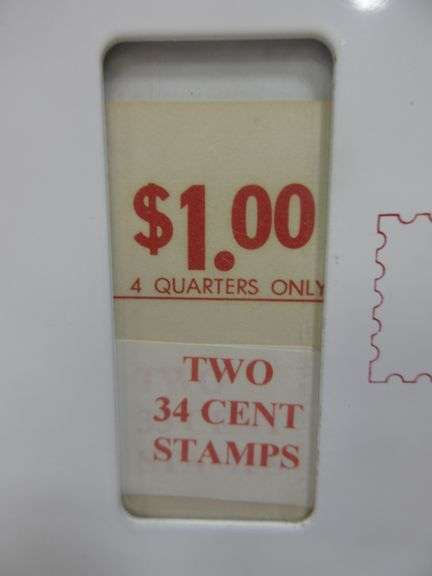 $1.00
4 QUARTERS ONLY
TWO
34 CENT
STAMPS